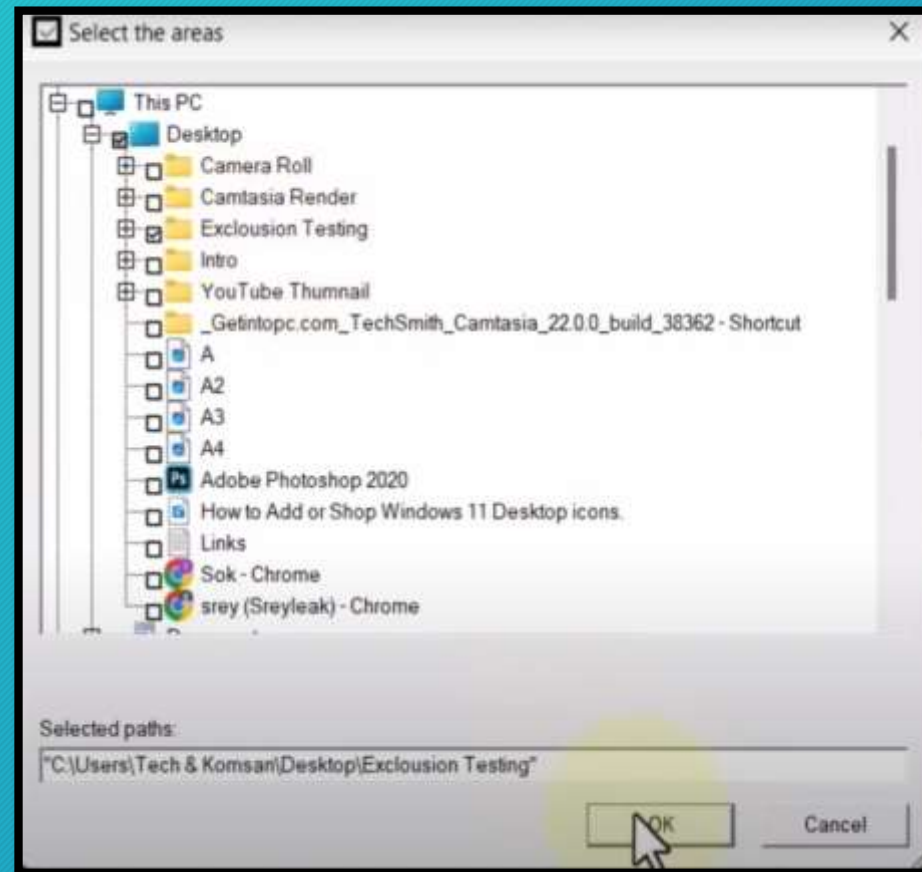 Select the areas
This PC
Desktop
Camera Roll
Camtasia Render
Exclousion Testing
Intro
YouTube Thumnail
_Getintopc.com_TechSmith_Camtasia_22.0.0_build_38362 - Shortcut
A
A2
A3
A4
Ps Adobe Photoshop 2020
How to Add or Shop Windows 11 Desktop icons.
Links
Sok - Chrome
srey (Sreyleak) - Chrome
Selected paths:
"C:\Users\Tech & Komsan\Desktop\Exclousion Testing"
OK Cancel